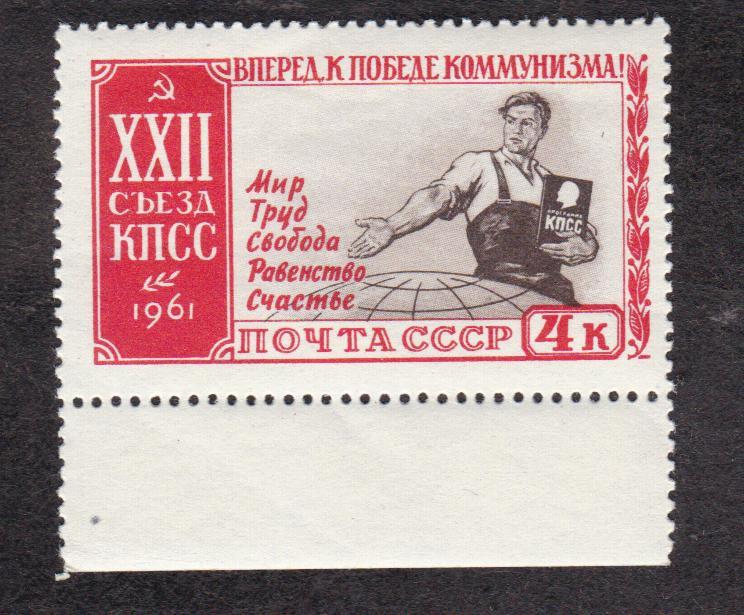 ВПЕРЕД, К ПОБЕДЕ КОММУНИЗМА!
XXII
СЪЕЗД
КПСС
1961
Мир
Труд
Свобода
Равенство
Счастье
ПРОГРАММА
КПСС
ПОЧТА СССР
4 К